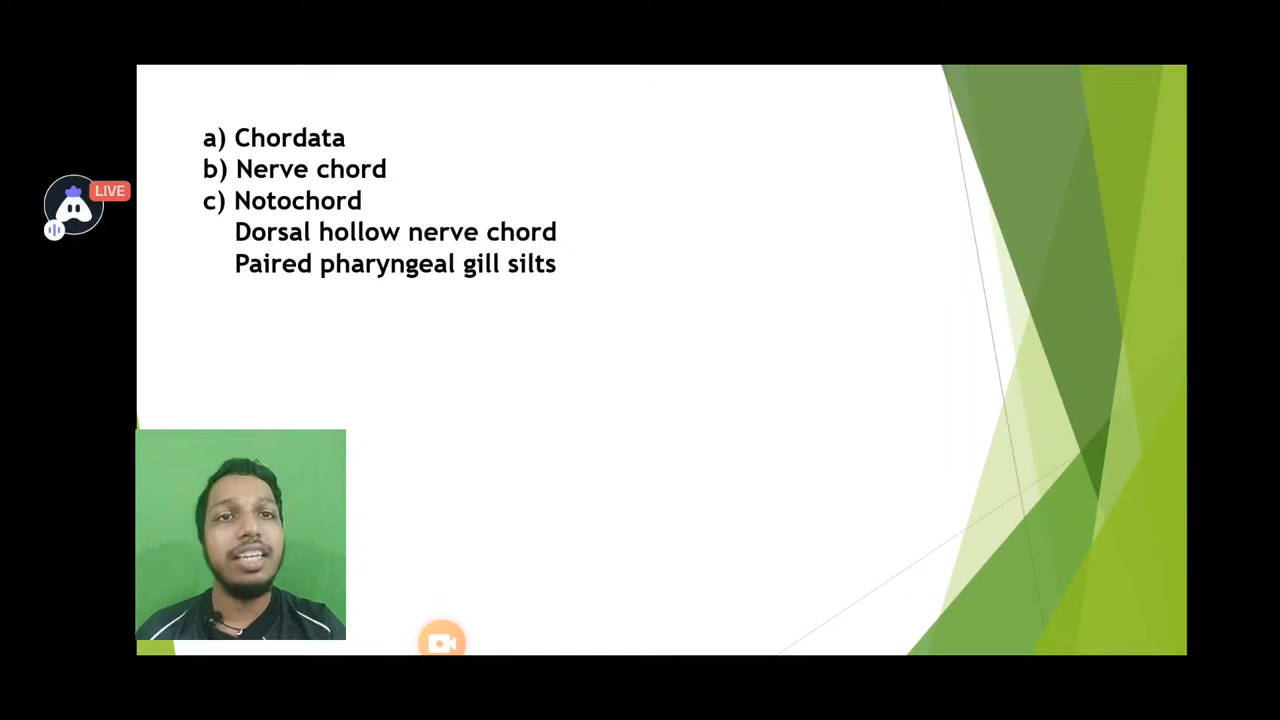 a) Chordata
b) Nerve chord
c) Notochord
Dorsal hollow nerve chord
Paired pharyngeal gill silts
LIVE